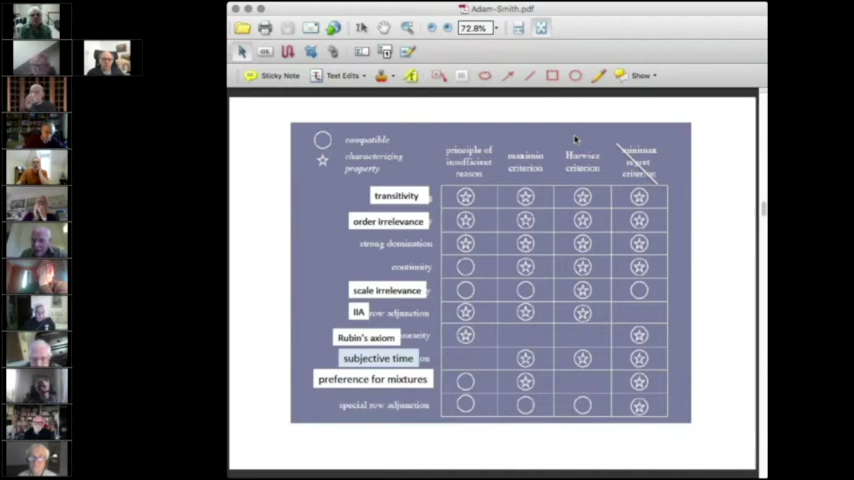 Adam-Smith.pdf
72.8%
OK
Sticky Note
Text Edits
Show
compatible
characterizing
property
principle of
insufficient
reason
maximin
criterion
Hurwicz
criterion
minimax
regret
criterion
transitivity
order irrelevance
strong domination
continuity
scale irrelevance
IIA row adjunction
Rubin's axiom
subjective time
preference for mixtures
special row adjunction